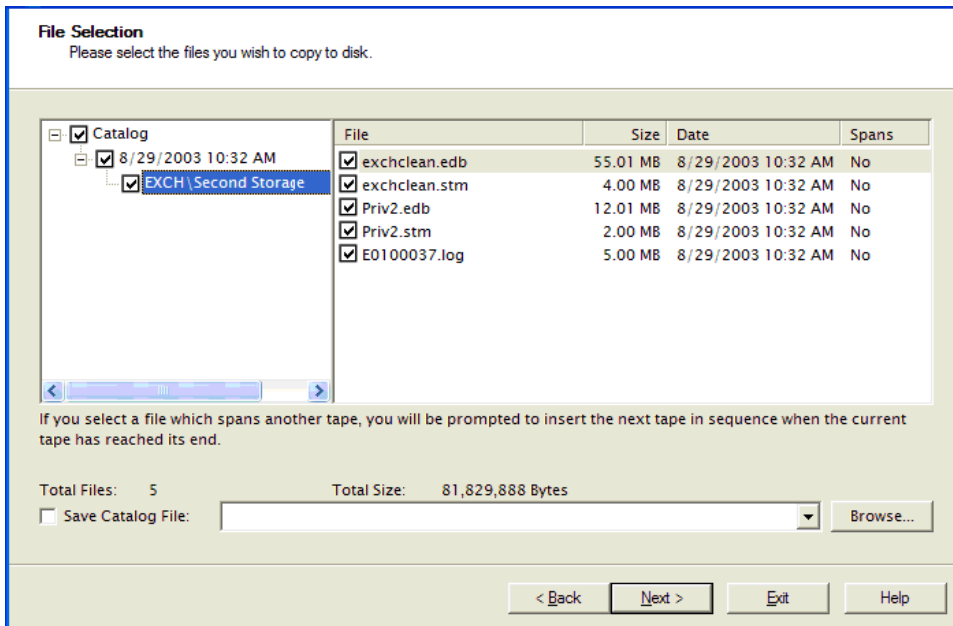 File Selection
Please select the files you wish to copy to disk.
Catalog
8/29/2003 10:32 AM
EXCH\Second Storage
File Size Date Spans
exchclean.edb 55.01 MB 8/29/2003 10:32 AM No
exchclean.stm 4.00 MB 8/29/2003 10:32 AM No
Priv2.edb 12.01 MB 8/29/2003 10:32 AM No
Priv2.stm 2.00 MB 8/29/2003 10:32 AM No
E0100037.log 5.00 MB 8/29/2003 10:32 AM No
If you select a file which spans another tape, you will be prompted to insert the next tape in sequence when the current
tape has reached its end.
Total Files: 5 Total Size: 81,829,888 Bytes
Save Catalog File: Browse...
< Back Next > Exit Help